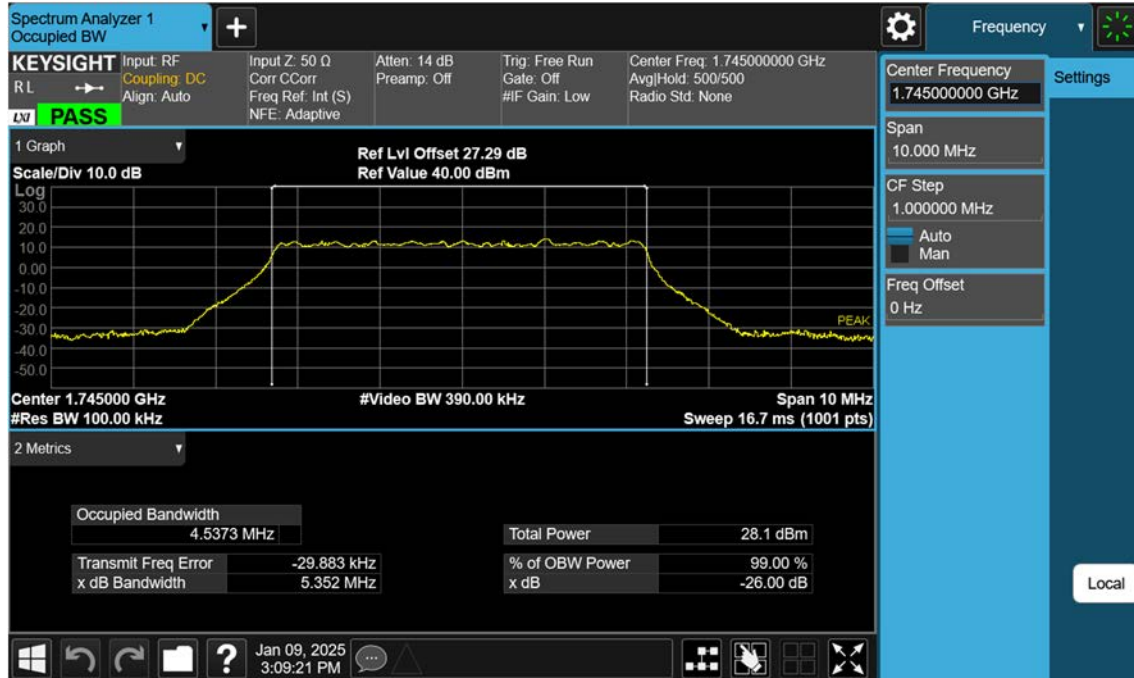 Spectrum Analyzer 1
Occupied BW
+
Frequency
KEYSIGHT
R L
LXI
PASS
Input: RF
Coupling: DC
Align: Auto
Input Z: 50 Ω
Corr CCorr
Freq Ref: Int (S)
NFE: Adaptive
Atten: 14 dB
Preamp: Off
Trig: Free Run
Gate: Off
#IF Gain: Low
Center Freq: 1.745000000 GHz
Avg|Hold: 500/500
Radio Std: None
1 Graph
Scale/Div 10.0 dB
Ref Lvl Offset 27.29 dB
Ref Value 40.00 dBm
Log
30.0
20.0
10.0
0.00
-10.0
-20.0
-30.0
-40.0
-50.0
PEAK
Center 1.745000 GHz
#Video BW 390.00 kHz
Span 10 MHz
#Res BW 100.00 kHz
Sweep 16.7 ms (1001 pts)
2 Metrics
Occupied Bandwidth
4.5373 MHz
Total Power 28.1 dBm
Transmit Freq Error -29.883 kHz
% of OBW Power 99.00 %
x dB Bandwidth 5.352 MHz
x dB -26.00 dB
Center Frequency
1.745000000 GHz
Span
10.000 MHz
CF Step
1.000000 MHz
Auto
Man
Freq Offset
0 Hz
Settings
Local
?
Jan 09, 2025
3:09:21 PM